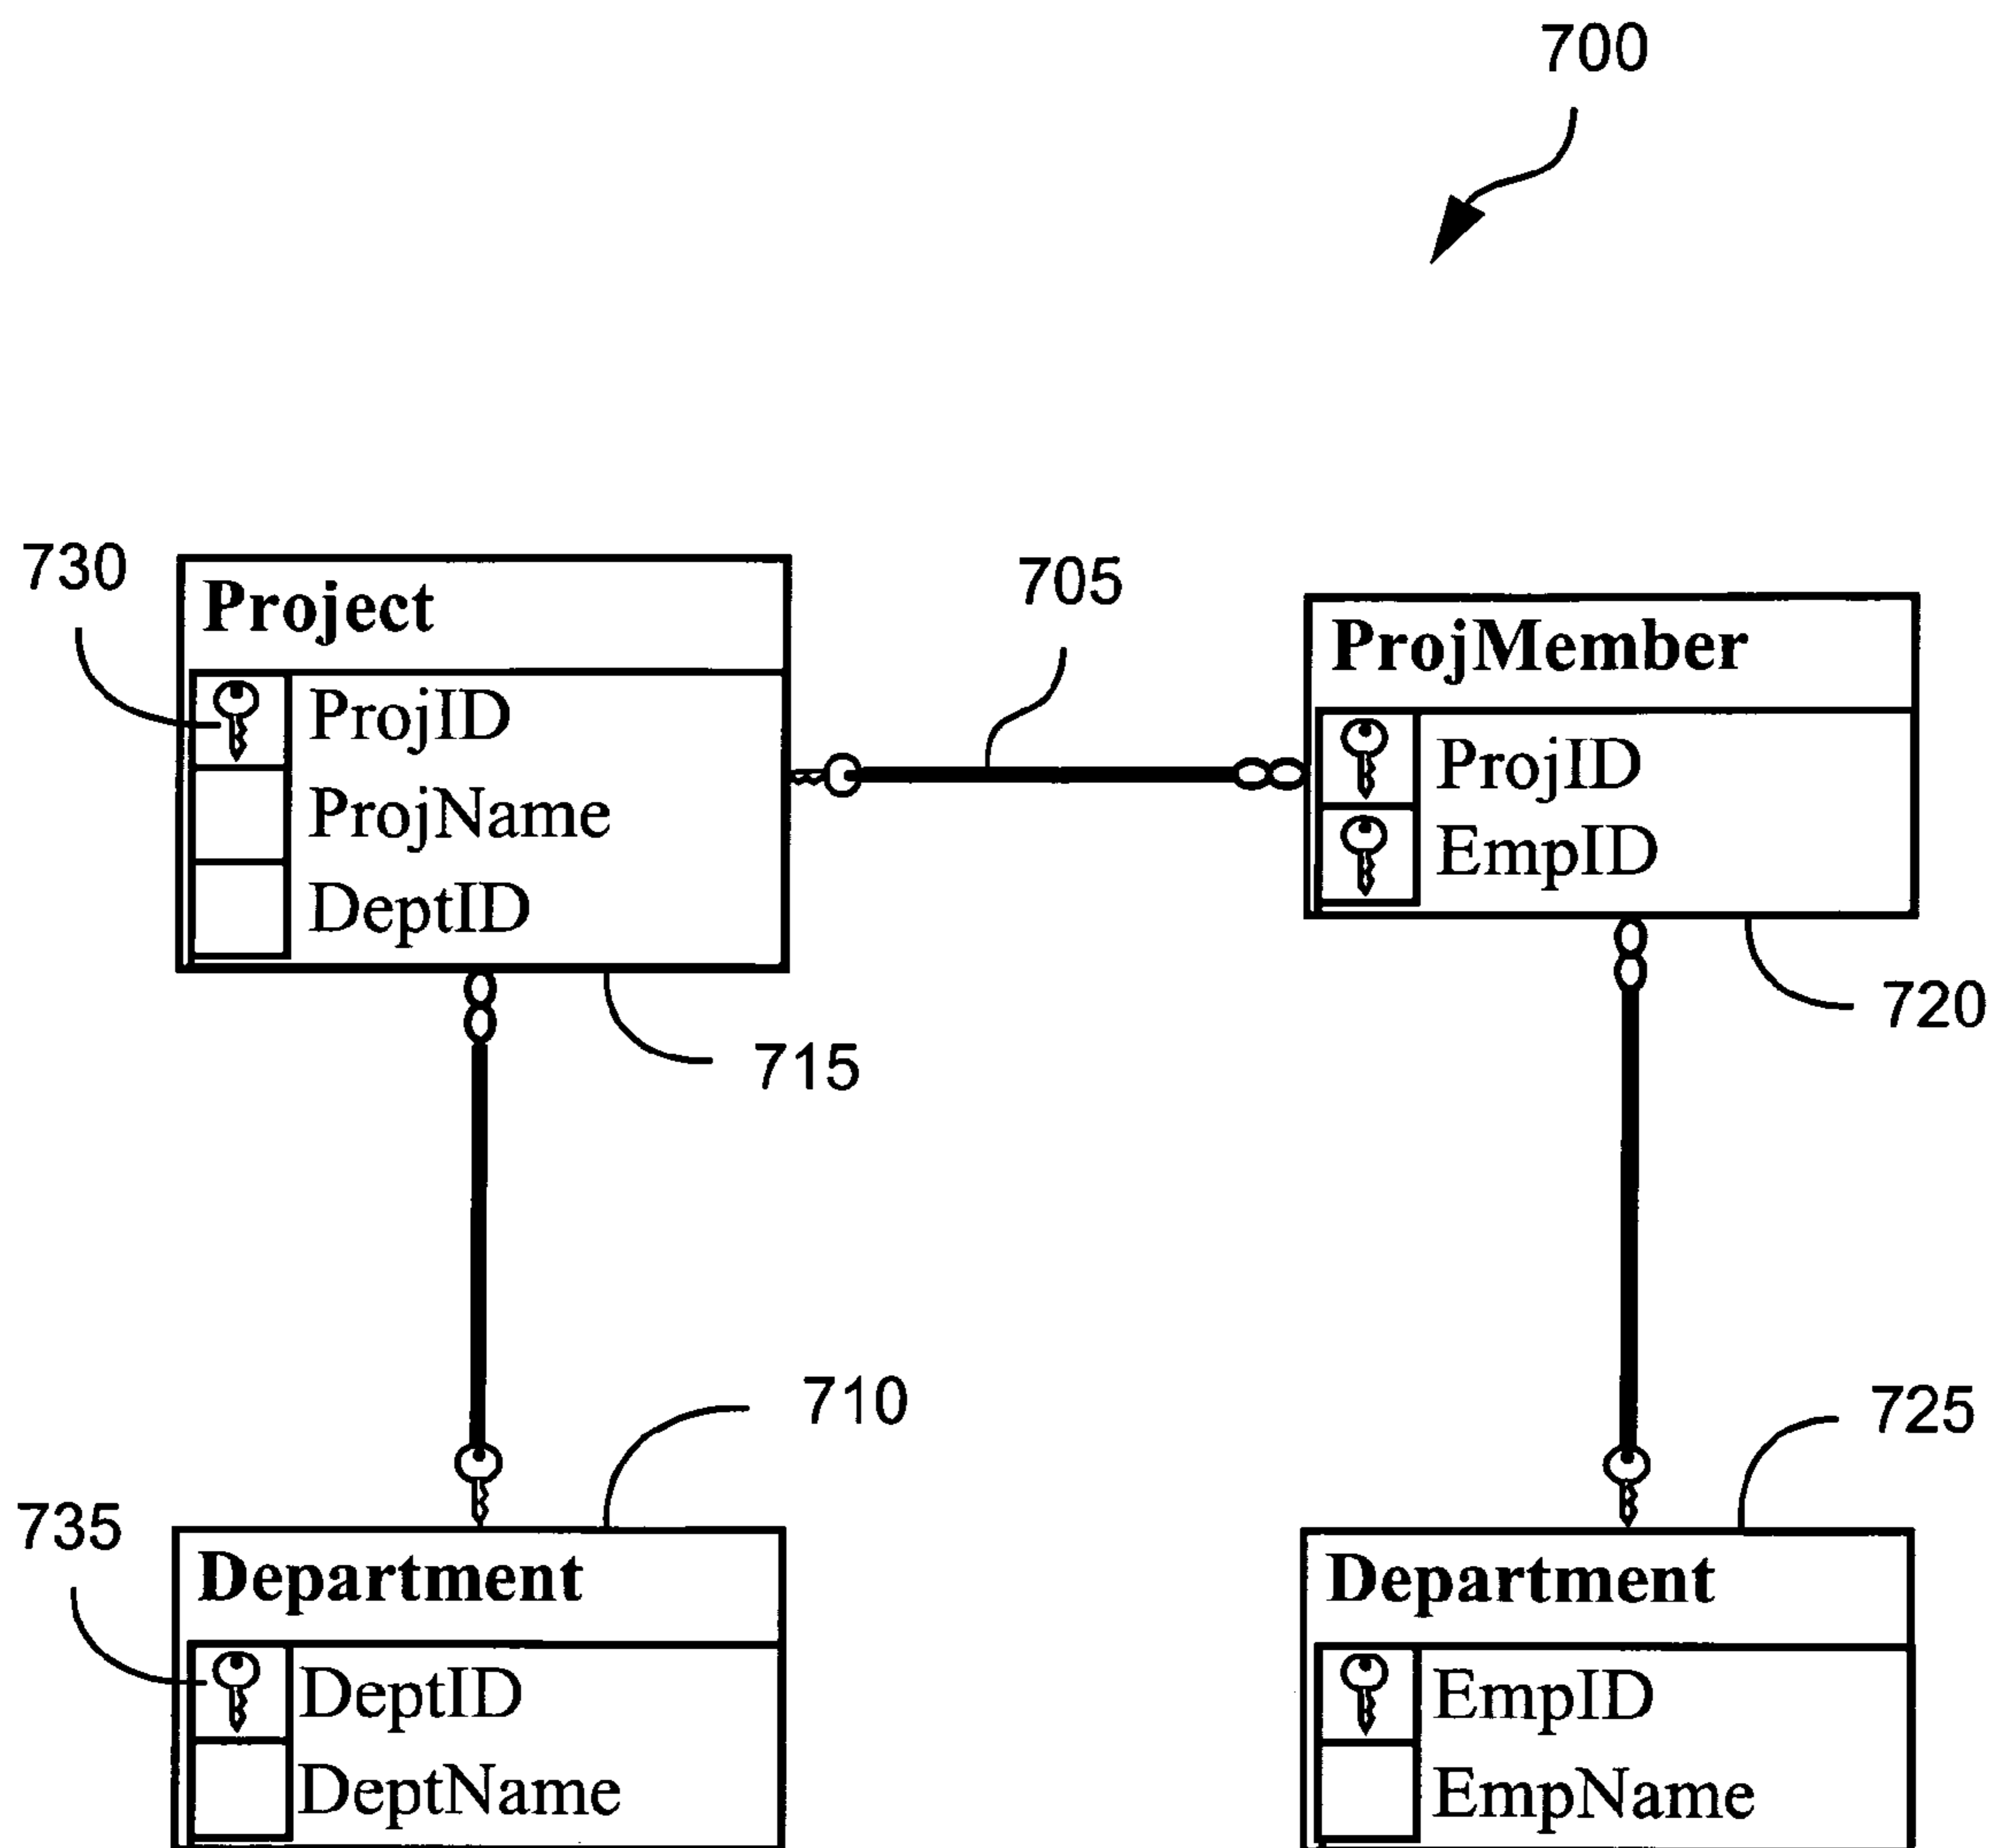 700
730
Project
ProjID
ProjName
DeptID
705
ProjMember
ProjID
EmpID
715
720
710
725
735
Department
DeptID
DeptName
Department
EmpID
EmpName